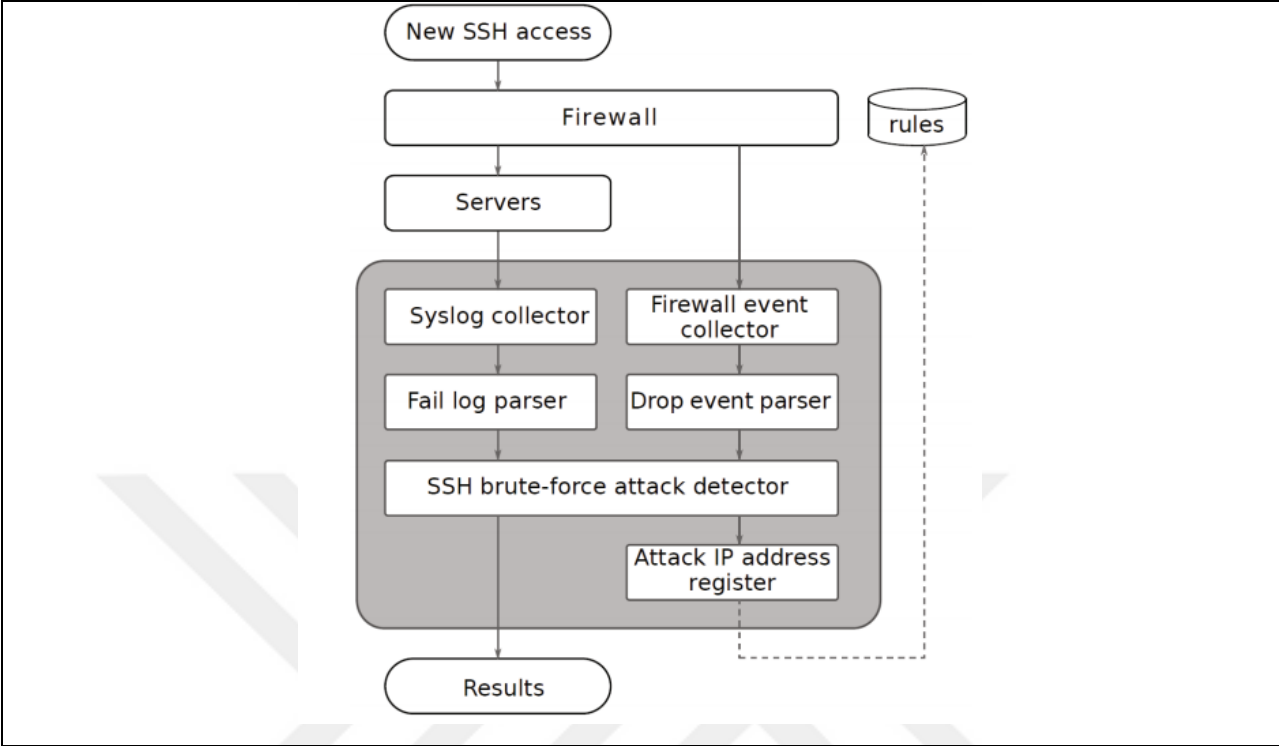 New SSH access
Firewall
rules
Servers
Syslog collector
Firewall event
collector
Fail log parser
Drop event parser
SSH brute-force attack detector
Attack IP address
register
Results